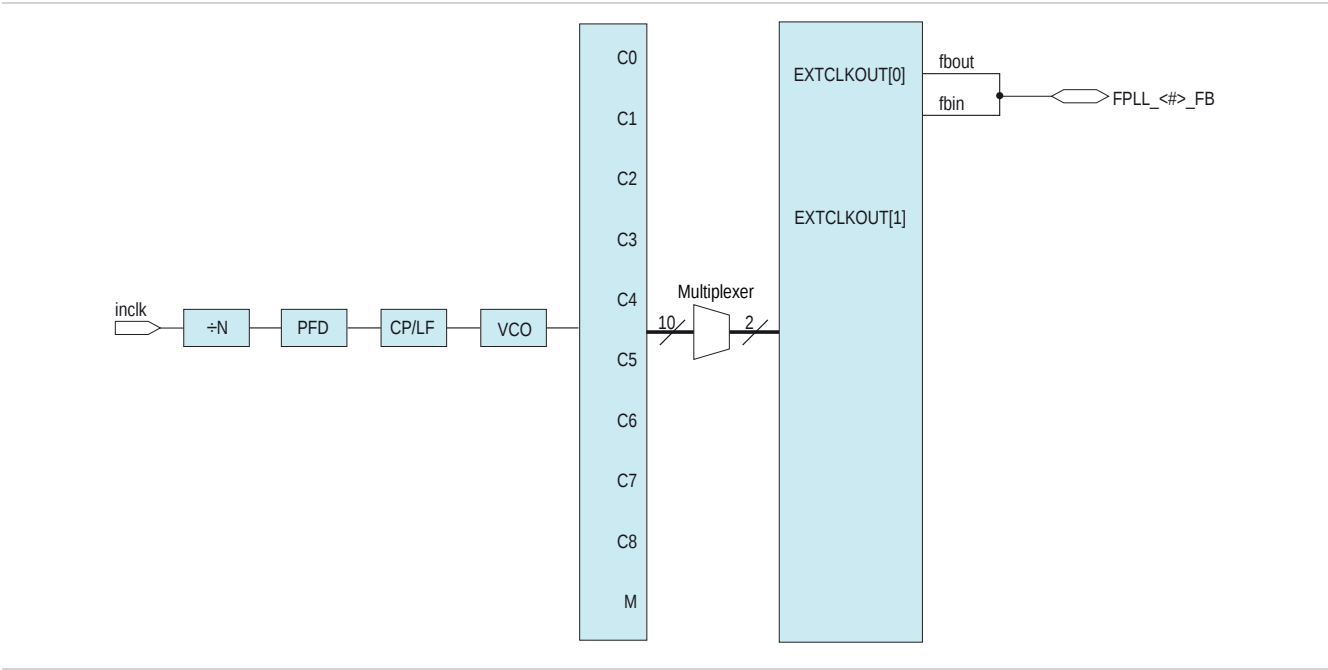 C0
C1
C2
C3
C4
C5
C6
C7
C8
M
inclk
÷N
PFD
CP/LF
VCO
10
Multiplexer
2
EXTCLKOUT[0]
EXTCLKOUT[1]
fbout
fbin
FPLL_<#>_FB